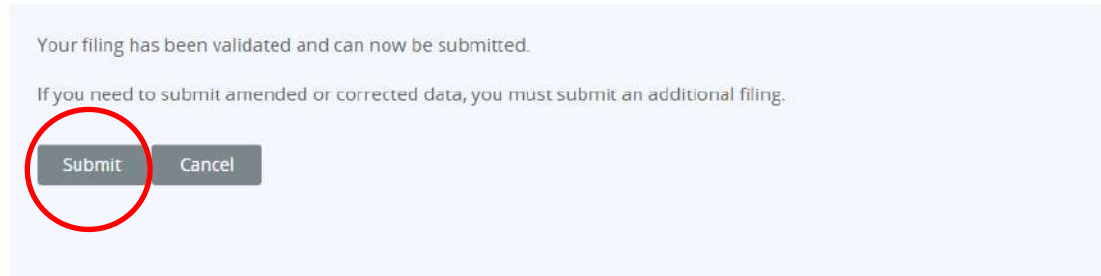 Your filing has been validated and can now be submitted.
If you need to submit amended or corrected data, you must submit an additional filing.
Submit Cancel